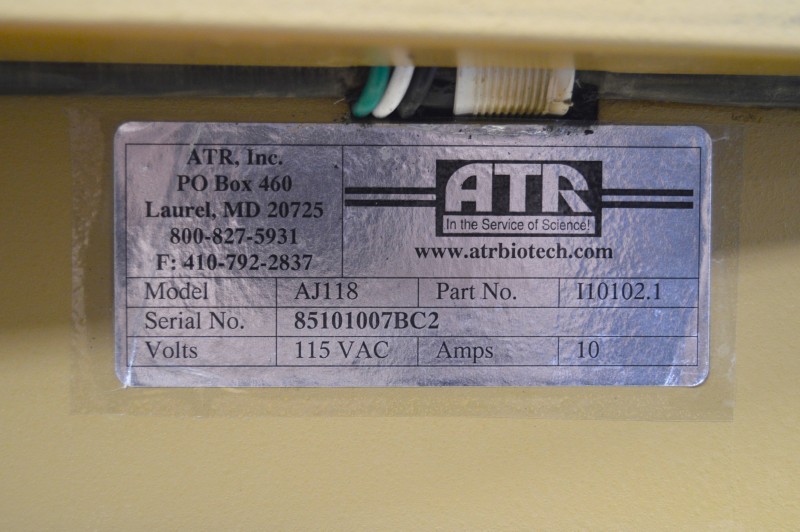 ATR, Inc.
PO Box 460
Laurel, MD 20725
800-827-5931
F: 410-792-2837
ATR
In the Service of Science!
www.atrbiotech.com
Model AJ118 Part No. I10102.1
Serial No. 85101007BC2
Volts 115 VAC Amps 10